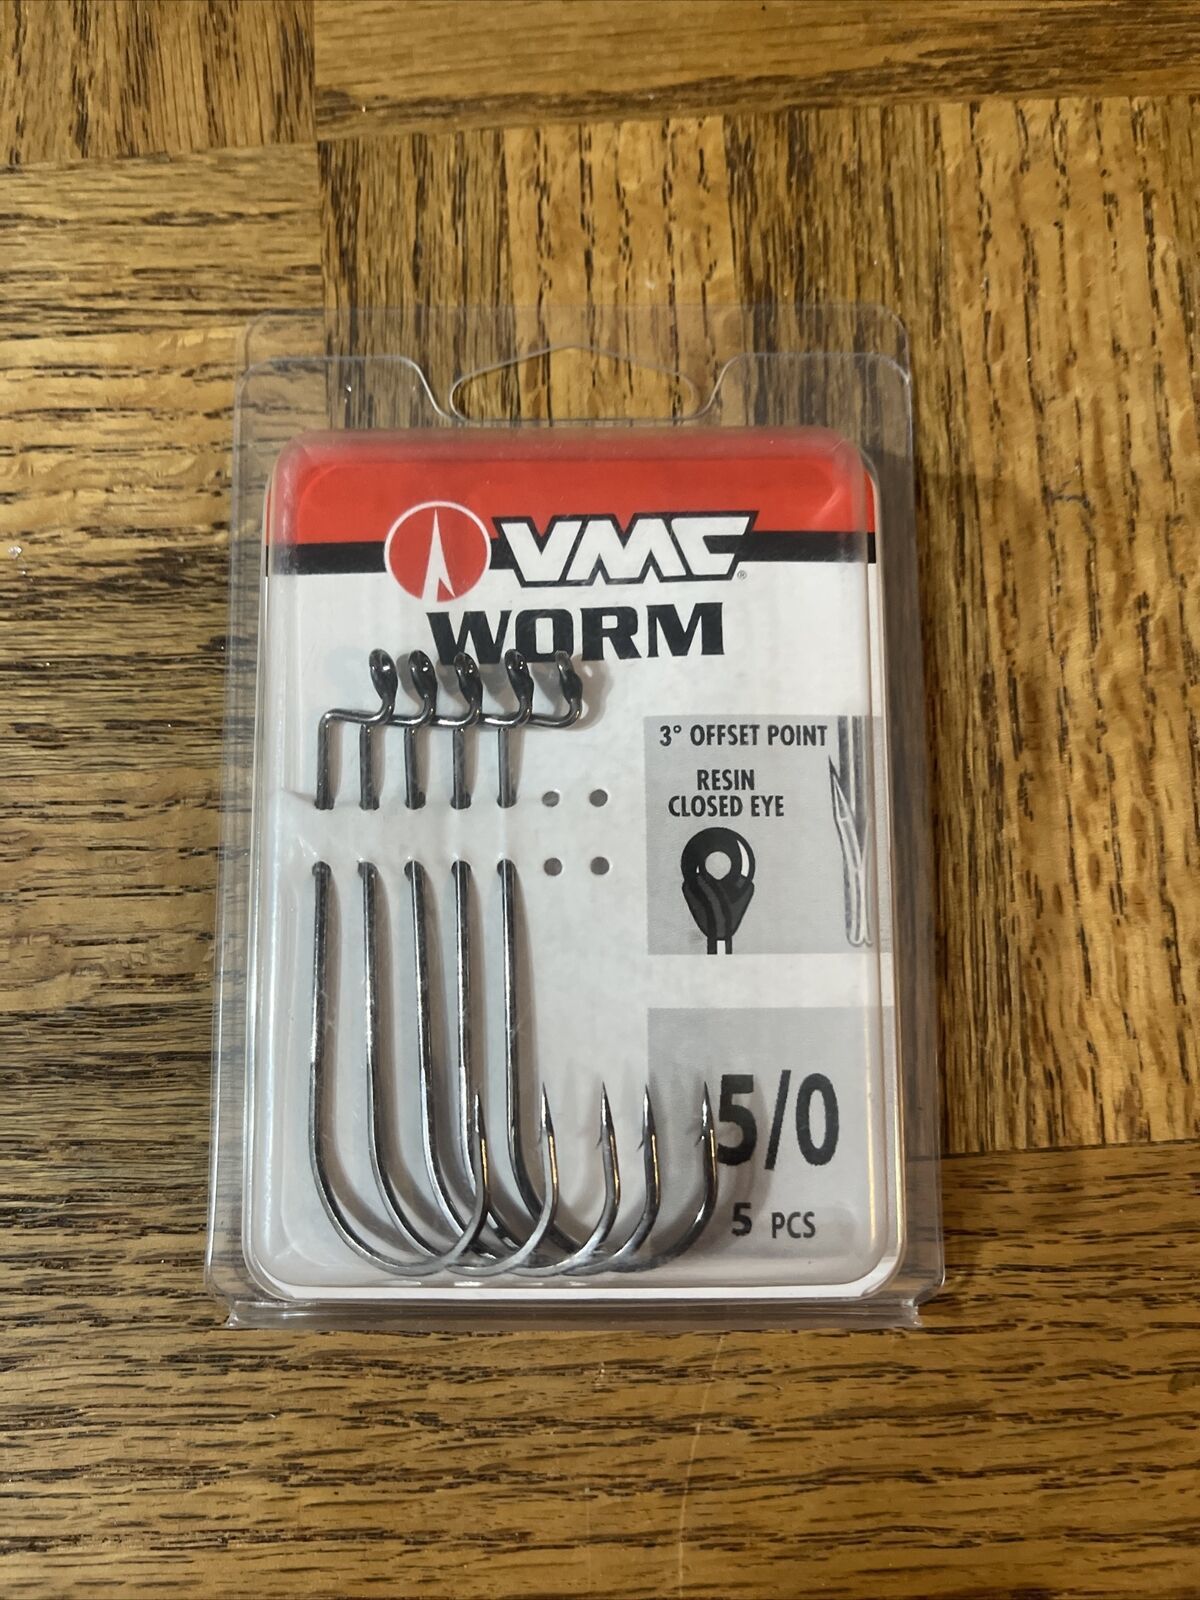 VMC®
WORM
3° OFFSET POINT
RESIN
CLOSED EYE
5/0
5 PCS